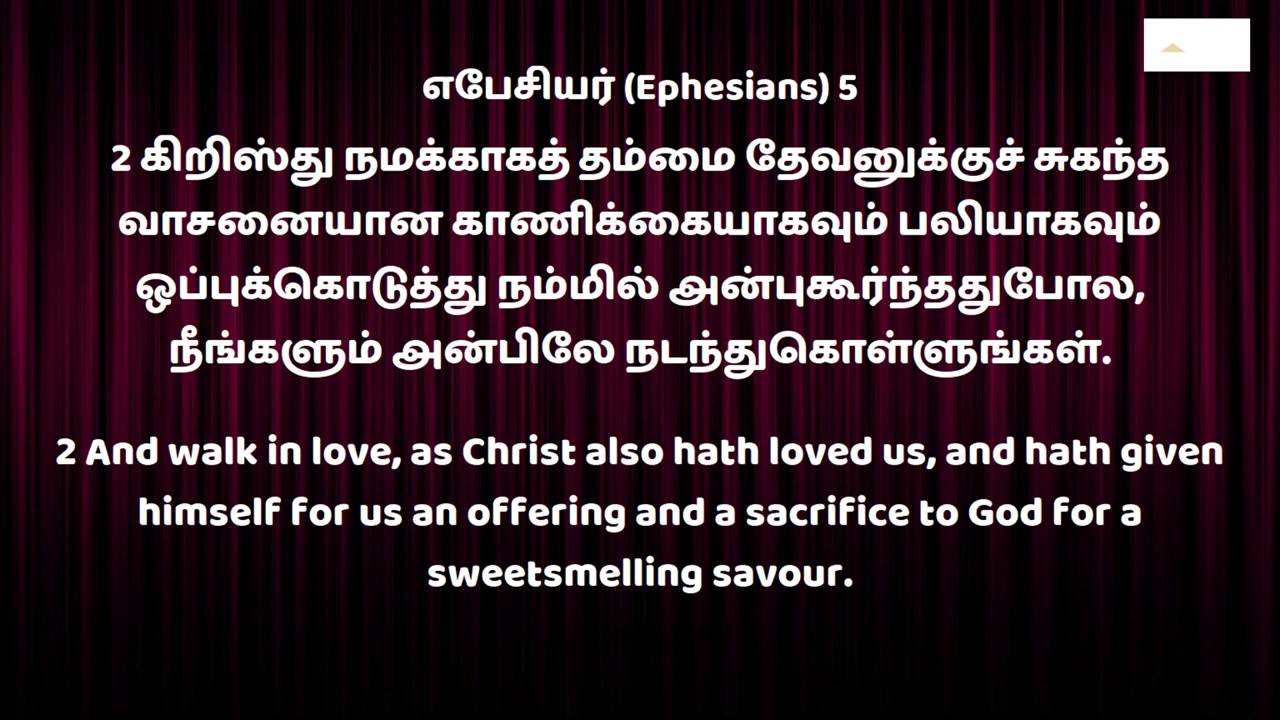 எபேசியர் (Ephesians) 5
2 கிறிஸ்து நமக்காகத் தம்மை தேவனுக்குச் சுகந்த
வாசனையான காணிக்கையாகவும் பலியாகவும்
ஒப்புக்கொடுத்து நம்மில் அன்புகூர்ந்ததுபோல,
நீங்களும் அன்பிலே நடந்துகொள்ளுங்கள்.
2 And walk in love, as Christ also hath loved us, and hath given
himself for us an offering and a sacrifice to God for a
sweetsmelling savour.